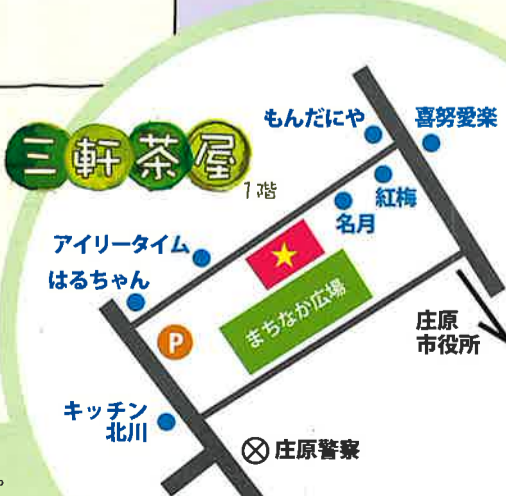 三軒茶屋
1階
もんだにや
喜努愛楽
紅梅
名月
アイリータイム
はるちゃん
まちなか広場
P
庄原
市役所
キッチン
北川
庄原警察
。